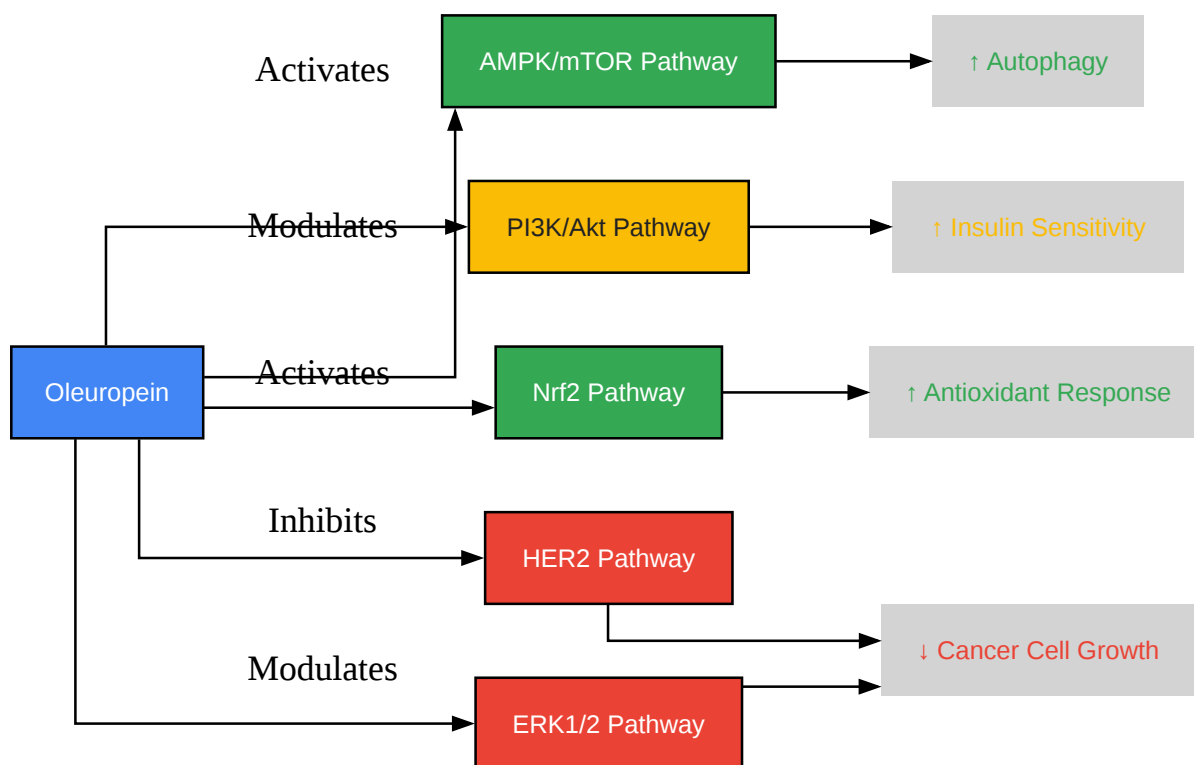 Activates
AMPK/mTOR Pathway
↑ Autophagy
Modulates
PI3K/Akt Pathway
↑ Insulin Sensitivity
Oleuropein
Activates
Nrf2 Pathway
↑ Antioxidant Response
Inhibits
HER2 Pathway
↓ Cancer Cell Growth
Modulates
ERK1/2 Pathway